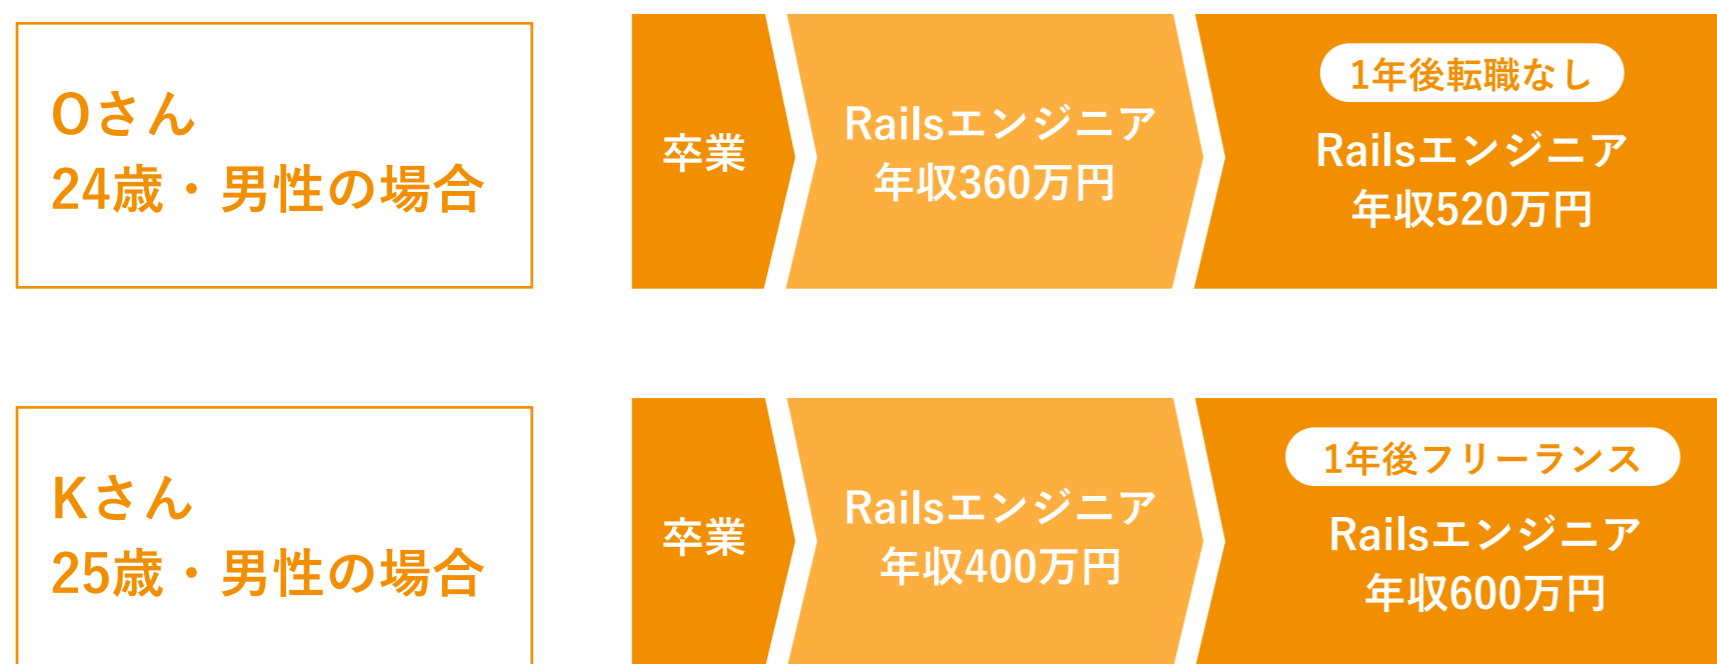 Oさん
24歳・男性の場合
卒業
Railsエンジニア
年収360万円
1年後転職なし
Railsエンジニア
年収520万円
Kさん
25歳・男性の場合
卒業
Railsエンジニア
年収400万円
1年後フリーランス
Railsエンジニア
年収600万円